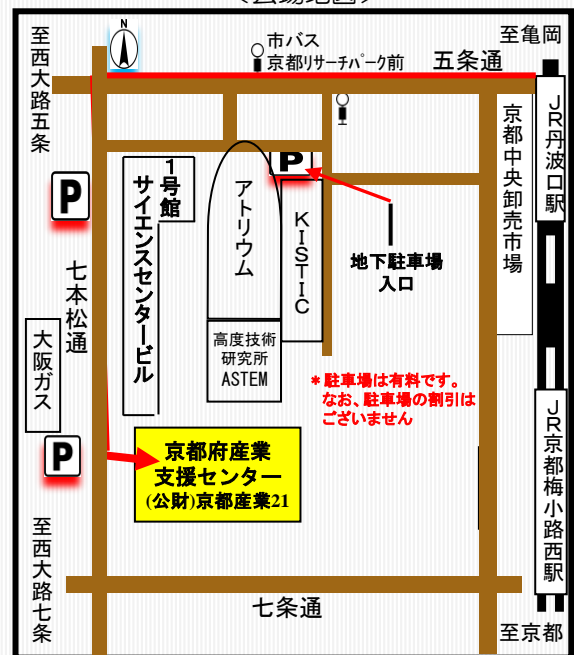 N
至西大路五条
市バス
京都リサーチパーク前
五条通
至亀岡
JR丹波口駅
京都中央卸売市場
P
P
1号館
サイエンスセンタービル
アトリウム
KISTIC
地下駐車場
入口
七本松通
大阪ガス
高度技術
研究所
ASTEM
*駐車場は有料です。
なお、駐車場の割引は
ございません
JR京都梅小路西駅
P
京都府産業
支援センター
(公財)京都産業21
至西大路七条
七条通
至京都